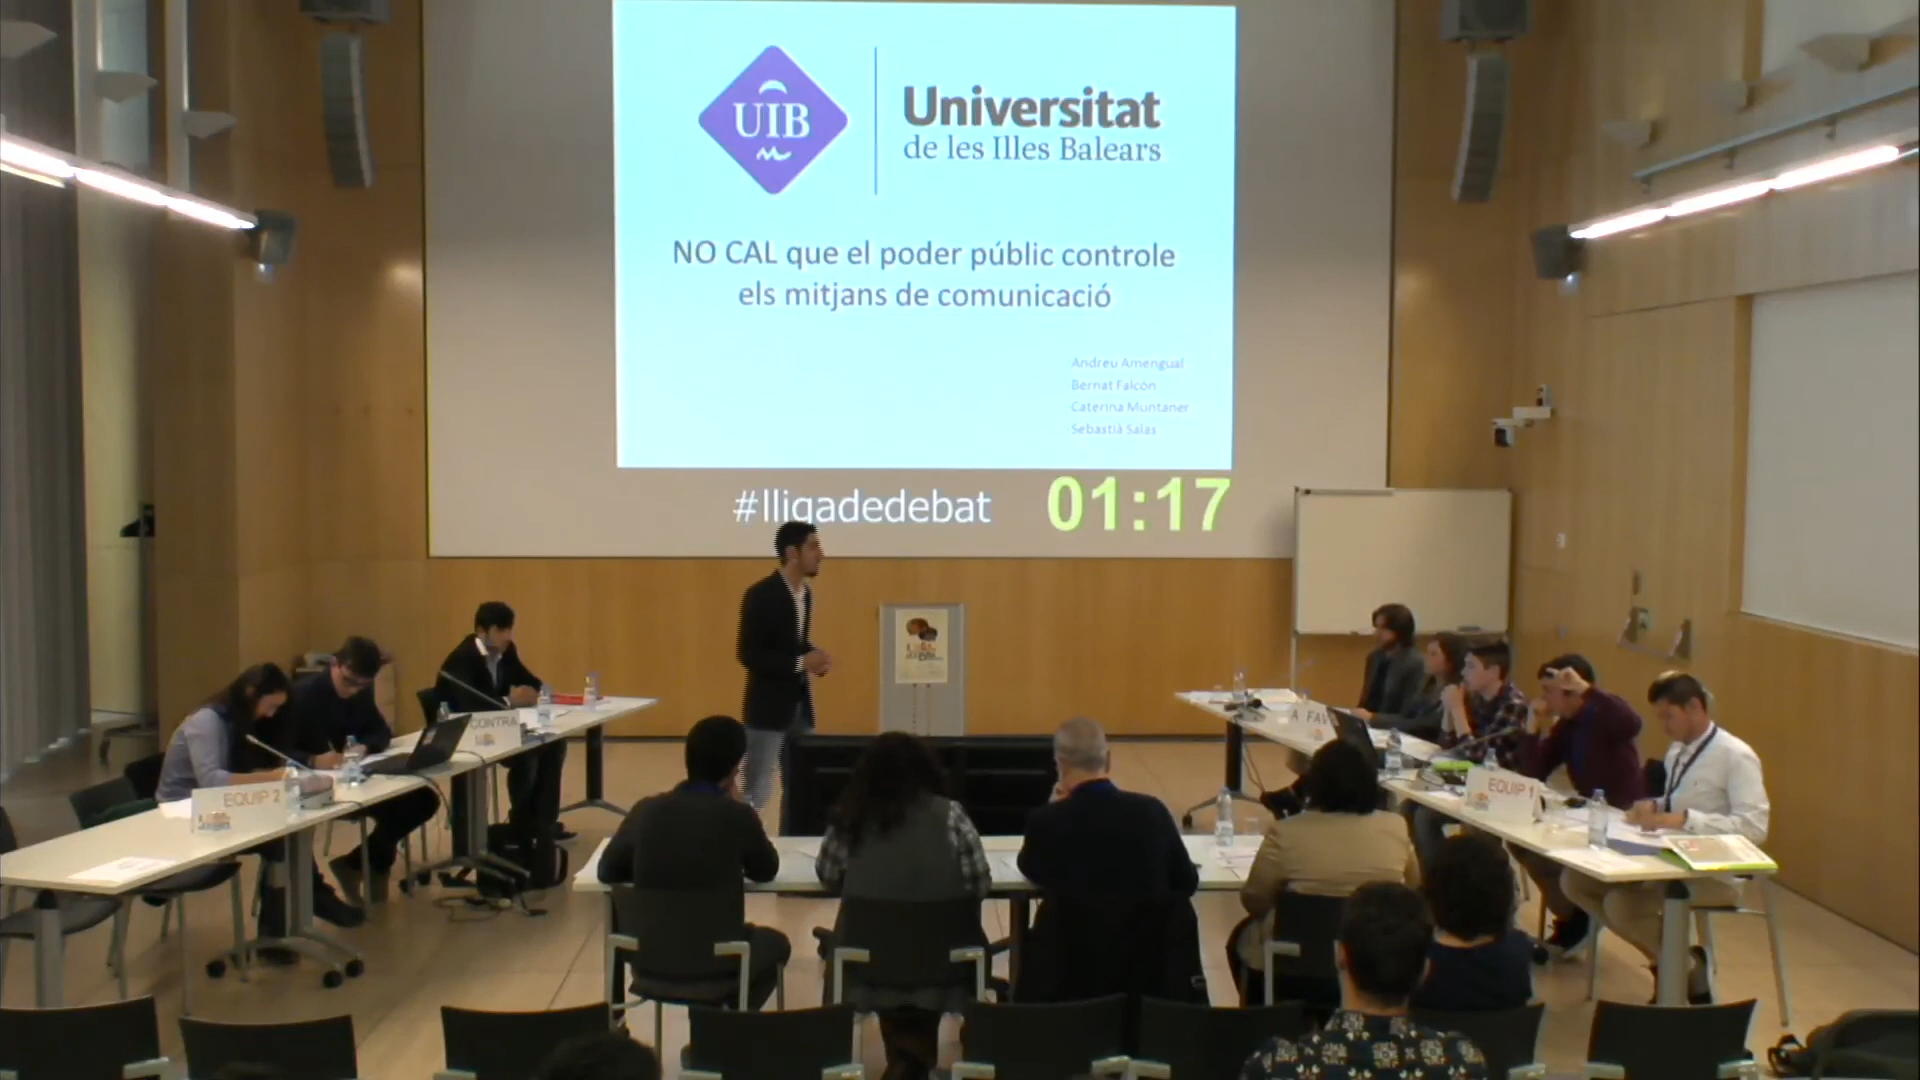 UIB
Universitat
de les Illes Balears
NO CAL que el poder públic controle
els mitjans de comunicació
Andreu Amengual
Bernat Falcón
Caterina Muntaner
Sebastià Salas
#lligadedebat
01:17
CONTRA
A FAV
EQUIP 2
EQUIP 1